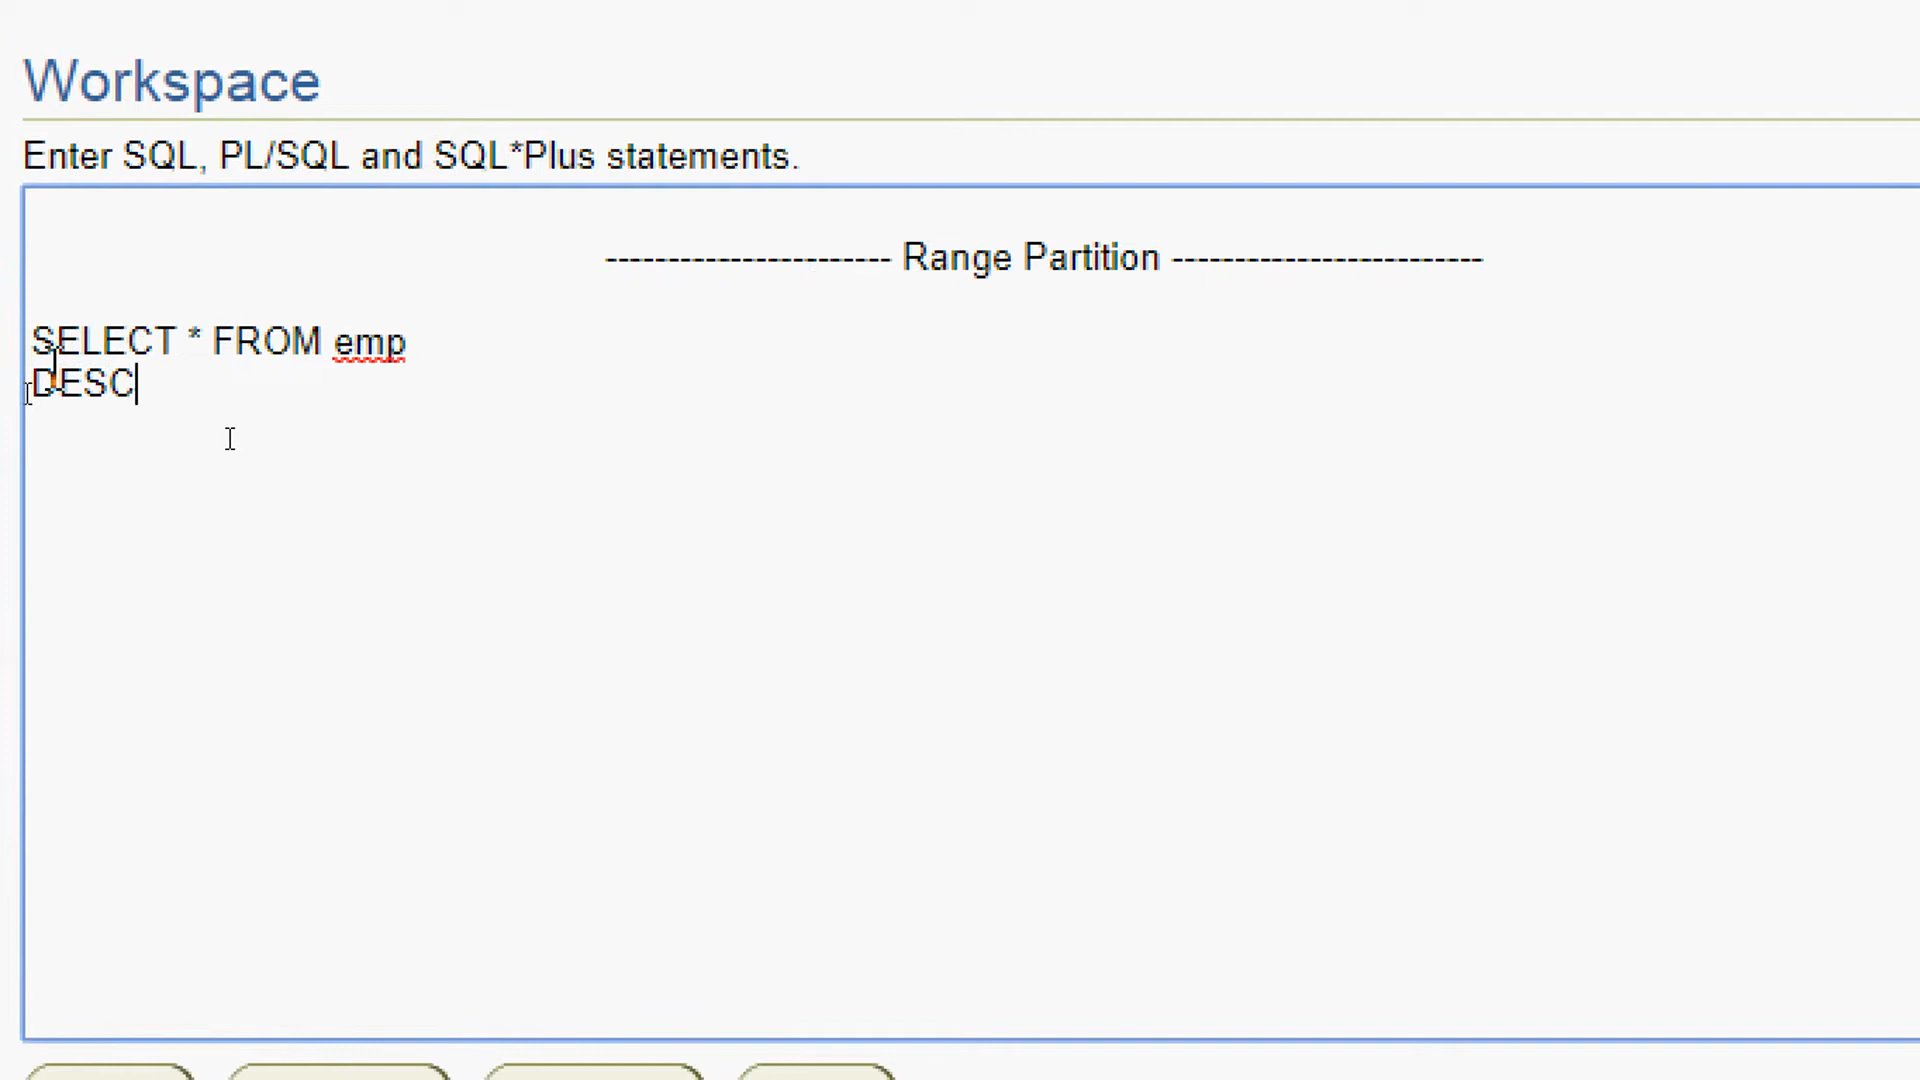 Workspace
Enter SQL, PL/SQL and SQL*Plus statements.
----------------------- Range Partition -------------------------
SELECT * FROM emp
DESC